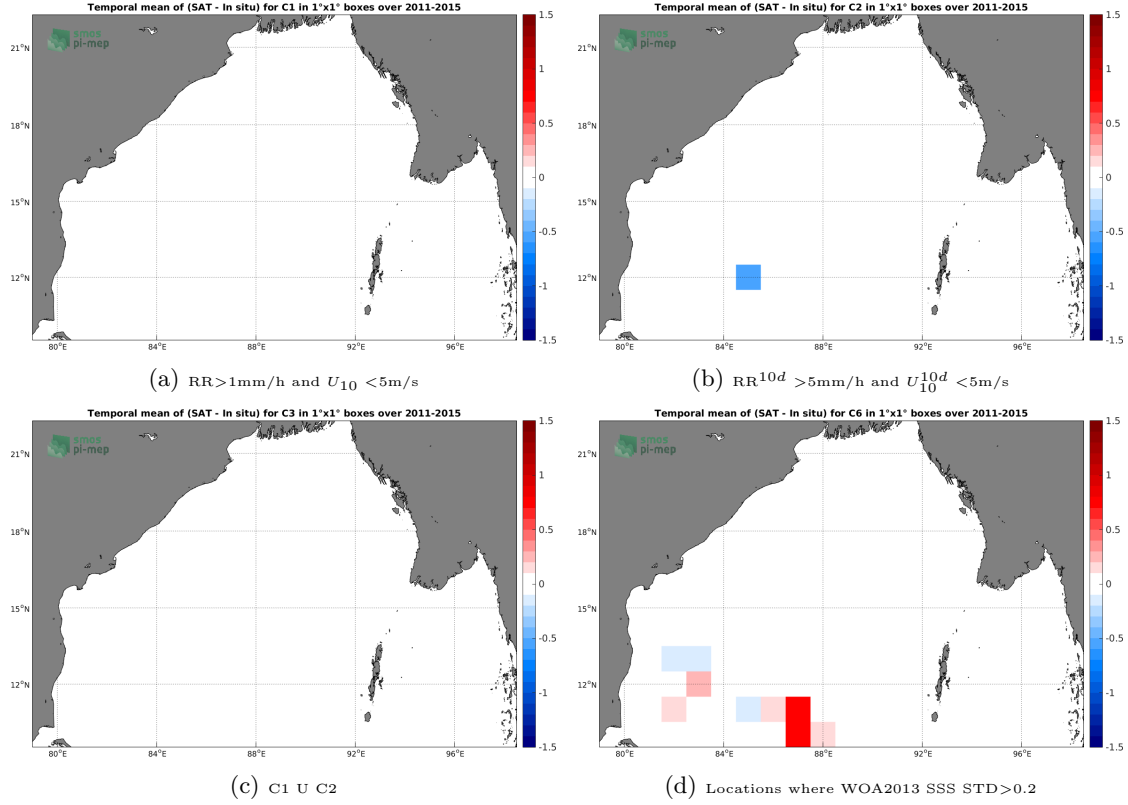 Temporal mean of (SAT - In situ) for C1 in 1°x1° boxes over 2011-2015
smos
pi-mep
21°N
18°N
15°N
12°N
80°E
84°E
88°E
92°E
96°E
1.5
1
0.5
0
-0.5
-1
-1.5
(a) RR>1mm/h and U10 <5m/s
Temporal mean of (SAT - In situ) for C2 in 1°x1° boxes over 2011-2015
smos
pi-mep
21°N
18°N
15°N
12°N
80°E
84°E
88°E
92°E
96°E
1.5
1
0.5
0
-0.5
-1
-1.5
(b) RR10d >5mm/h and U10d10 <5m/s
Temporal mean of (SAT - In situ) for C3 in 1°x1° boxes over 2011-2015
smos
pi-mep
21°N
18°N
15°N
12°N
80°E
84°E
88°E
92°E
96°E
1.5
1
0.5
0
-0.5
-1
-1.5
(c) C1 U C2
Temporal mean of (SAT - In situ) for C6 in 1°x1° boxes over 2011-2015
smos
pi-mep
21°N
18°N
15°N
12°N
80°E
84°E
88°E
92°E
96°E
1.5
1
0.5
0
-0.5
-1
-1.5
(d) Locations where WOA2013 SSS STD>0.2